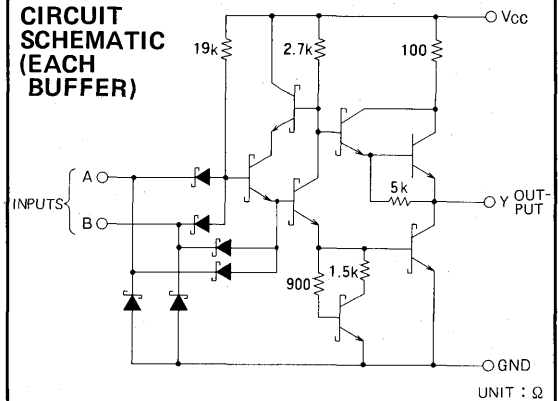 CIRCUIT
SCHEMATIC
(EACH
BUFFER)
VCC
19k
2.7k
100
A
INPUTS
B
5k
Y OUT-
PUT
900
1.5k
GND
UNIT : Ω